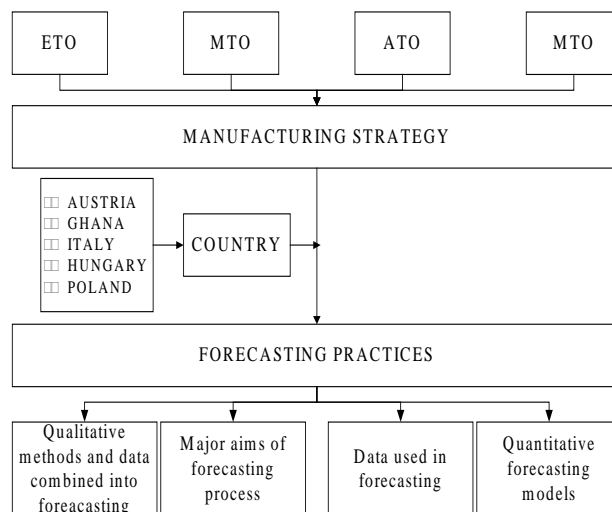 ETO
MTO
ATO
MTO
MANUFACTURING STRATEGY
AUSTRIA
GHANA
ITALY
HUNGARY
POLAND
COUNTRY
FORECASTING PRACTICES
Qualitative
methods and data
combined into
foreacasting
Major aims of
forecasting
process
Data used in
forecasting
Quantitative
forecasting
models